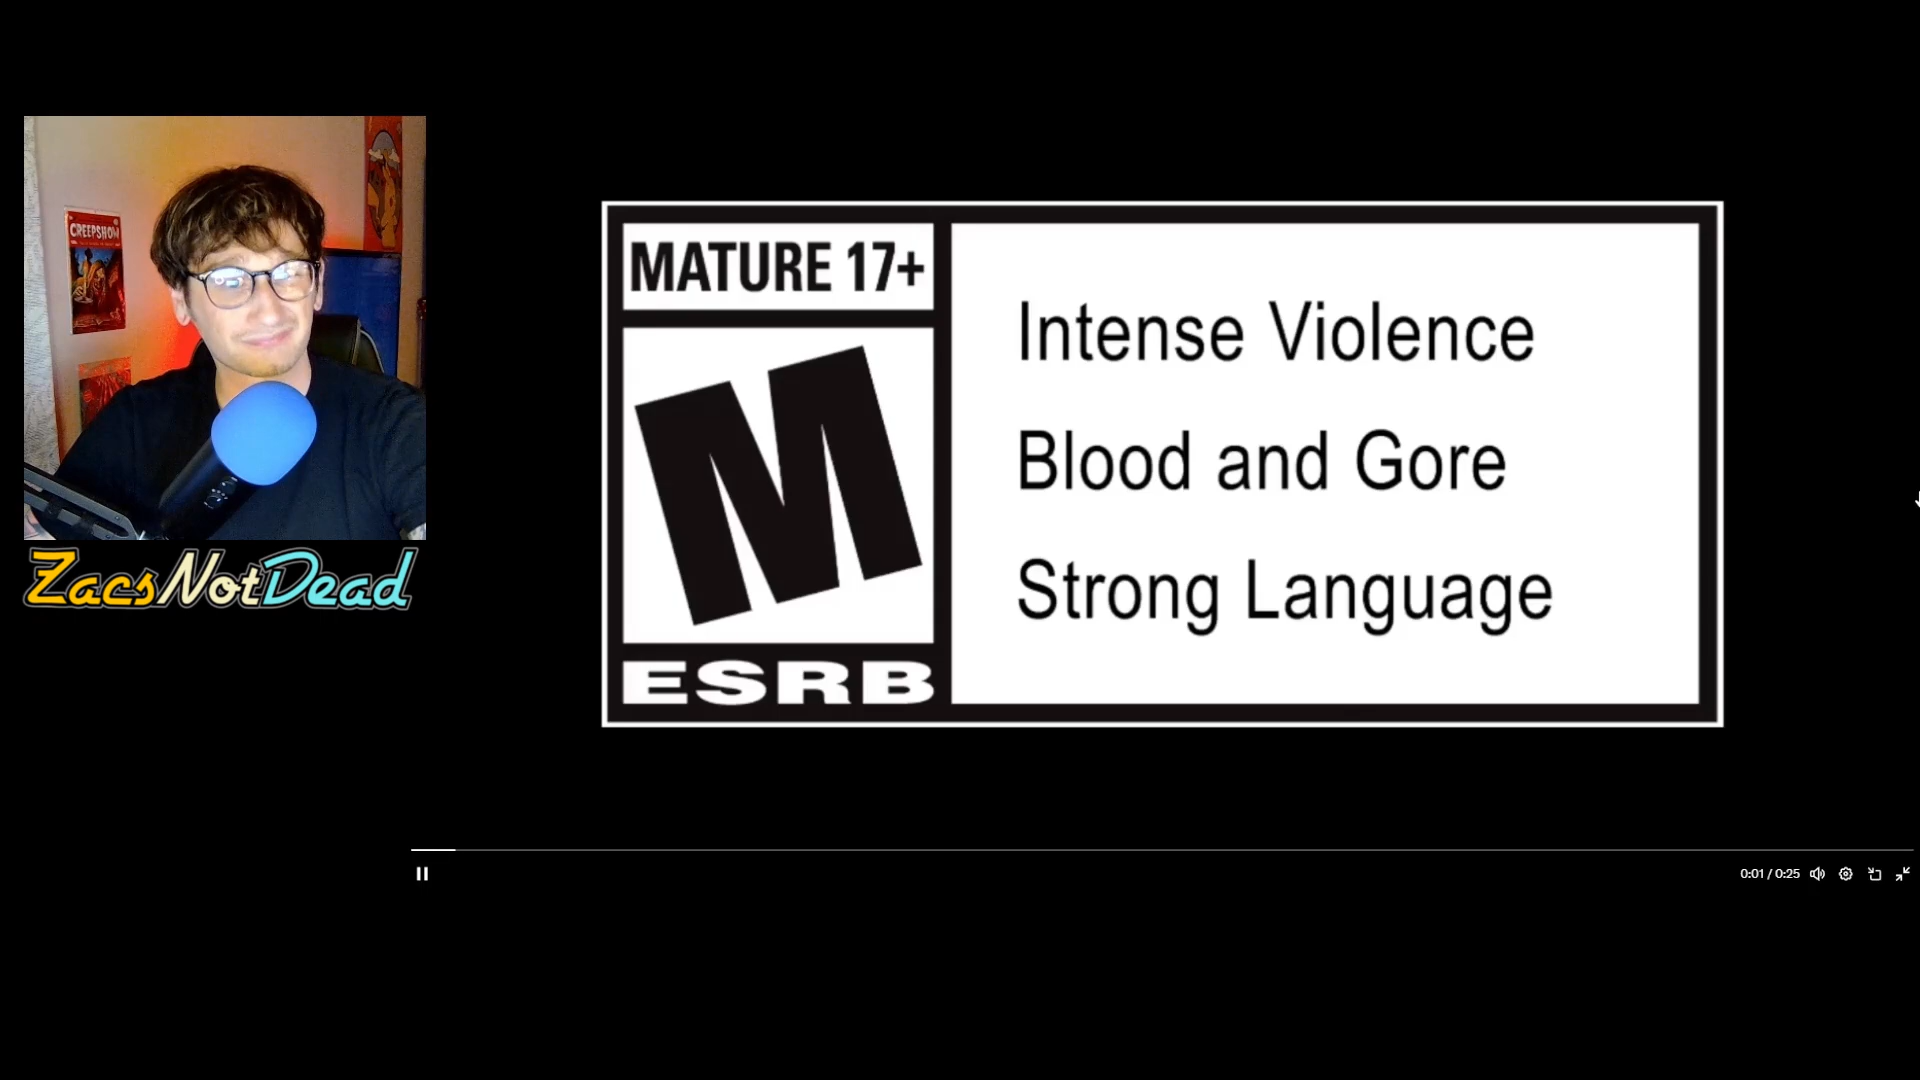 CREEPSHOW
ZacsNotDead
MATURE 17+
M
ESRB
Intense Violence
Blood and Gore
Strong Language
0:01 / 0:25